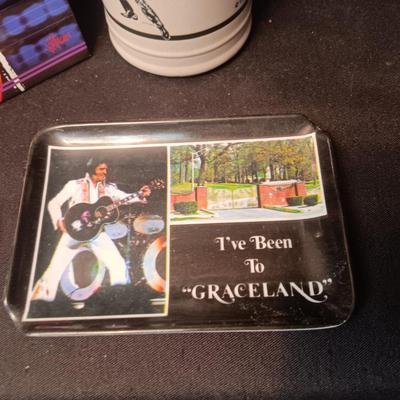 I've Been
To
"GRACELAND"